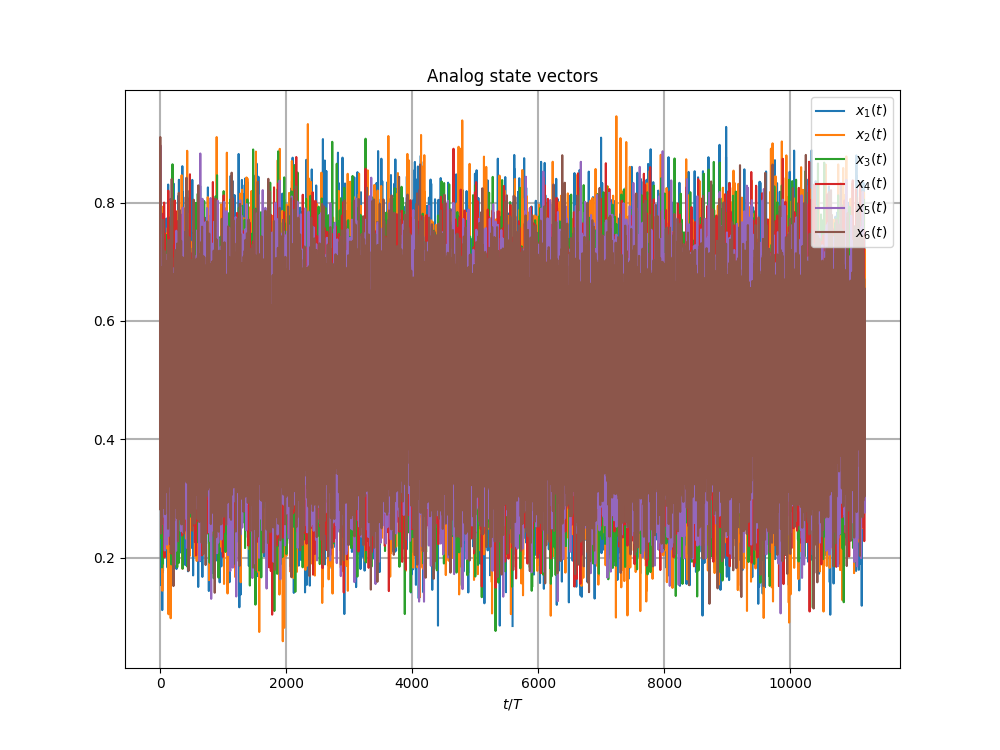 Analog state vectors
x₁(t)
x₂(t)
x₃(t)
x₄(t)
x₅(t)
x₆(t)
0.8
0.6
0.4
0.2
0 2000 4000 6000 8000 10000
t/T